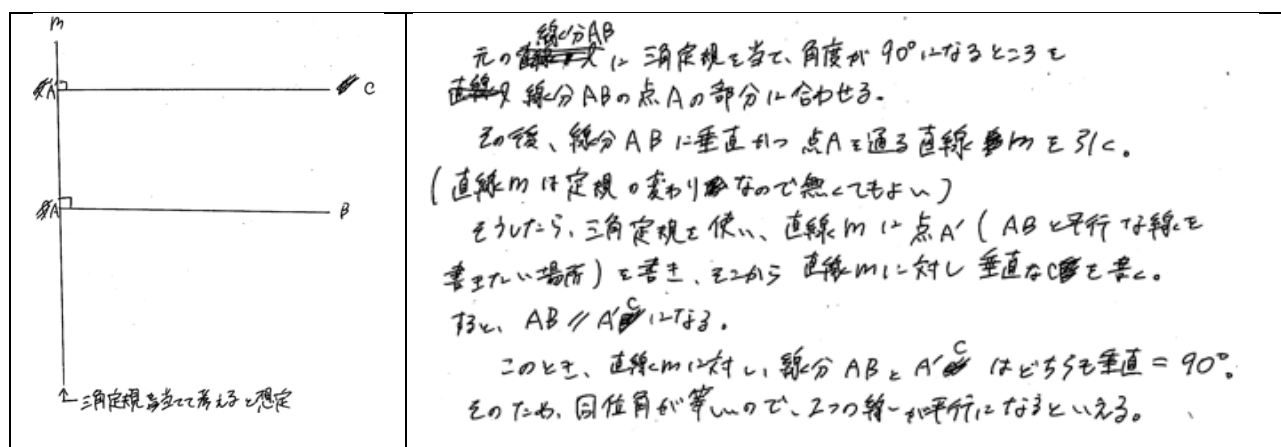 m
A'
C
A
B
↑三角定規を当てて考えると想定
線分AB
元の に三角定規を当て、角度が90°になるところを
線分ABの点Aの部分に合わせる。
その後、線分ABに垂直かつ点Aを通る直線mを引く。
(直線mは定規の変わりなので無くてもよい)
そうしたら、三角定規を使い、直線mに点A'(ABと平行な線を
書きたい場所)を書き、そこから直線mに対し垂直なCを書く。
すると、AB // A'Cになる。
このとき、直線mに対し、線分ABとA'Cはどちらも垂直=90°。
そのため、同位角が等しいので、2つの線が平行になるといえる。